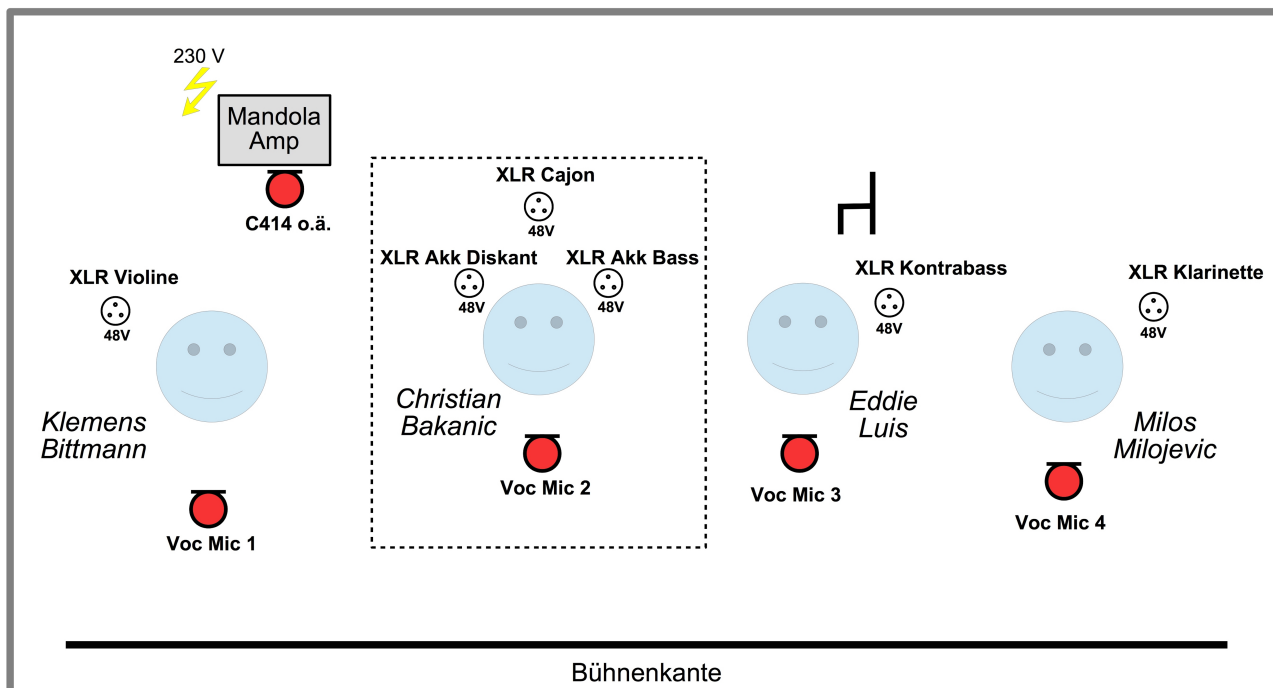 230 V
Mandola
Amp
C414 o.ä.
XLR Cajon
48V
XLR Akk Diskant
48V
XLR Akk Bass
48V
XLR Violine
48V
XLR Kontrabass
48V
XLR Klarinette
48V
Klemens
Bittmann
Christian
Bakanic
Eddie
Luis
Milos
Milojevic
Voc Mic 1
Voc Mic 2
Voc Mic 3
Voc Mic 4
Bühnenkante